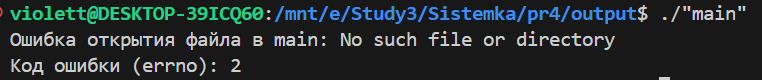 violett@DESKTOP-39ICQ60:/mnt/e/Study3/Sistemka/pr4/output$ ./"main"
Ошибка открытия файла в main: No such file or directory
Код ошибки (errno): 2